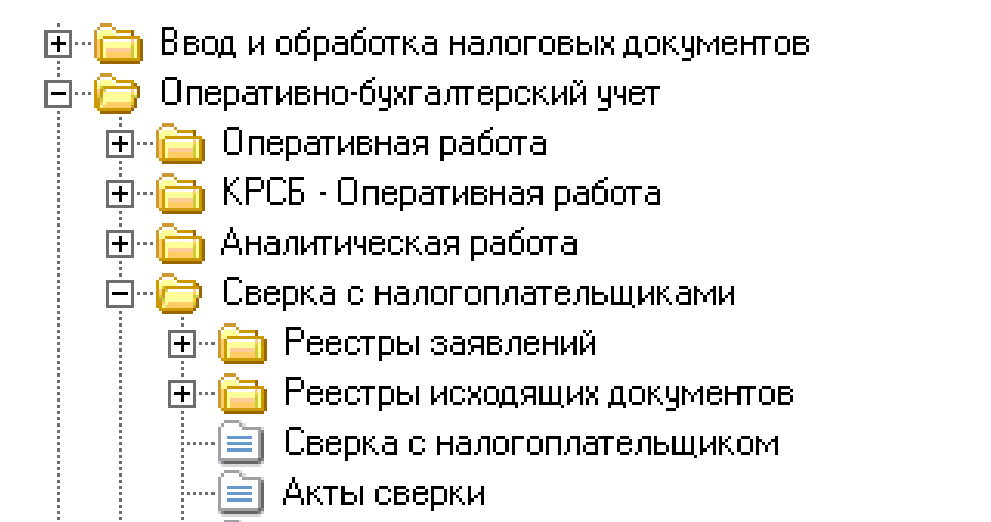 Ввод и обработка налоговых документов
Оперативно-бухгалтерский учет
Оперативная работа
КРСБ - Оперативная работа
Аналитическая работа
Сверка с налогоплательщиками
Реестры заявлений
Реестры исходящих документов
Сверка с налогоплательщиком
Акты сверки